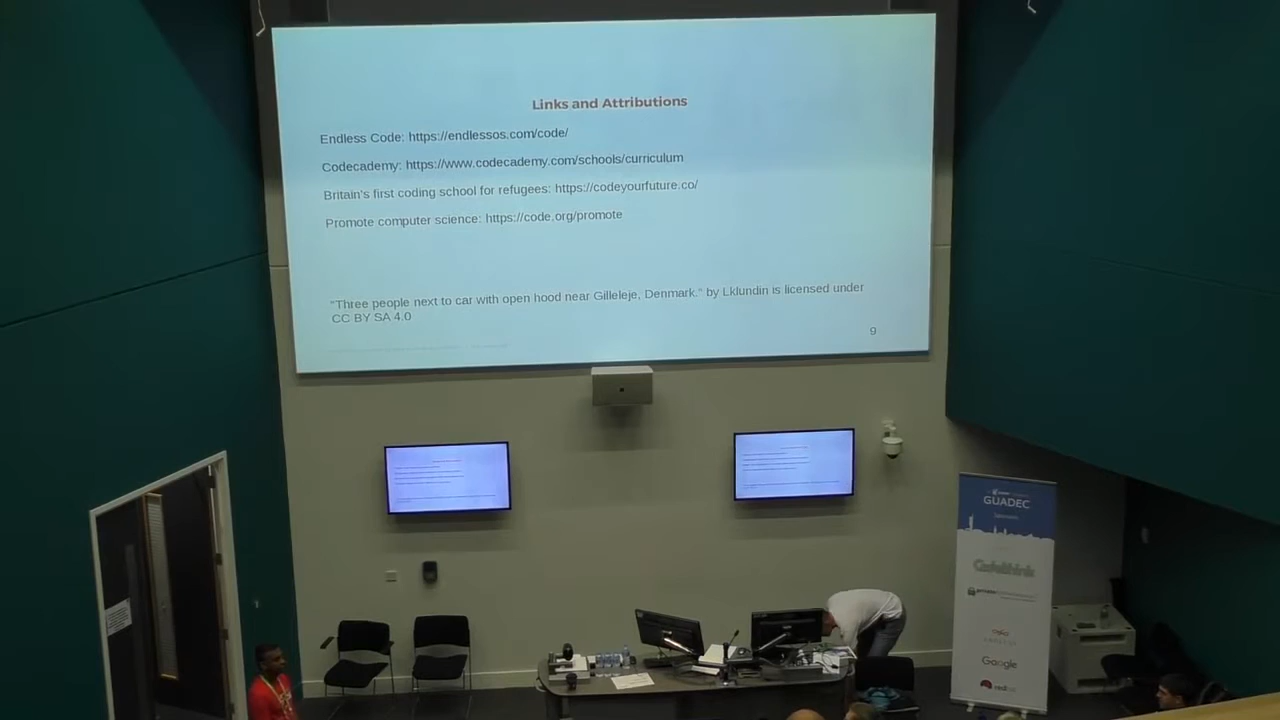 Links and Attributions
Endless Code: https://endlessos.com/code/
Codecademy: https://www.codecademy.com/schools/curriculum
Britain's first coding school for refugees: https://codeyourfuture.co/
Promote computer science: https://code.org/promote
"Three people next to car with open hood near Gilleleje, Denmark." by Lklundin is licensed under
CC BY SA 4.0
9
GUADEC
Codethink
Google